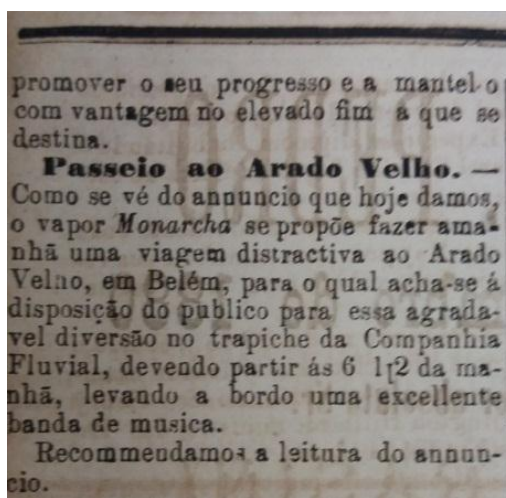 promover o seu progresso e a mantel-o
com vantagem no elevado fim a que se
destina.
Passeio ao Arado Velho. —
Como se vé do annuncio que hoje damos,
o vapor Monarcha se propõe fazer ama-
nhã uma viagem distractiva ao Arado
Velho, em Belém, para o qual acha-se á
disposição do publico para essa agrada-
vel diversão no trapiche da Companhia
Fluvial, devendo partir ás 6 1[2 da ma-
nhã, levando a bordo uma excellente
banda de musica.
Recommendamos a leitura do annun-
cio.